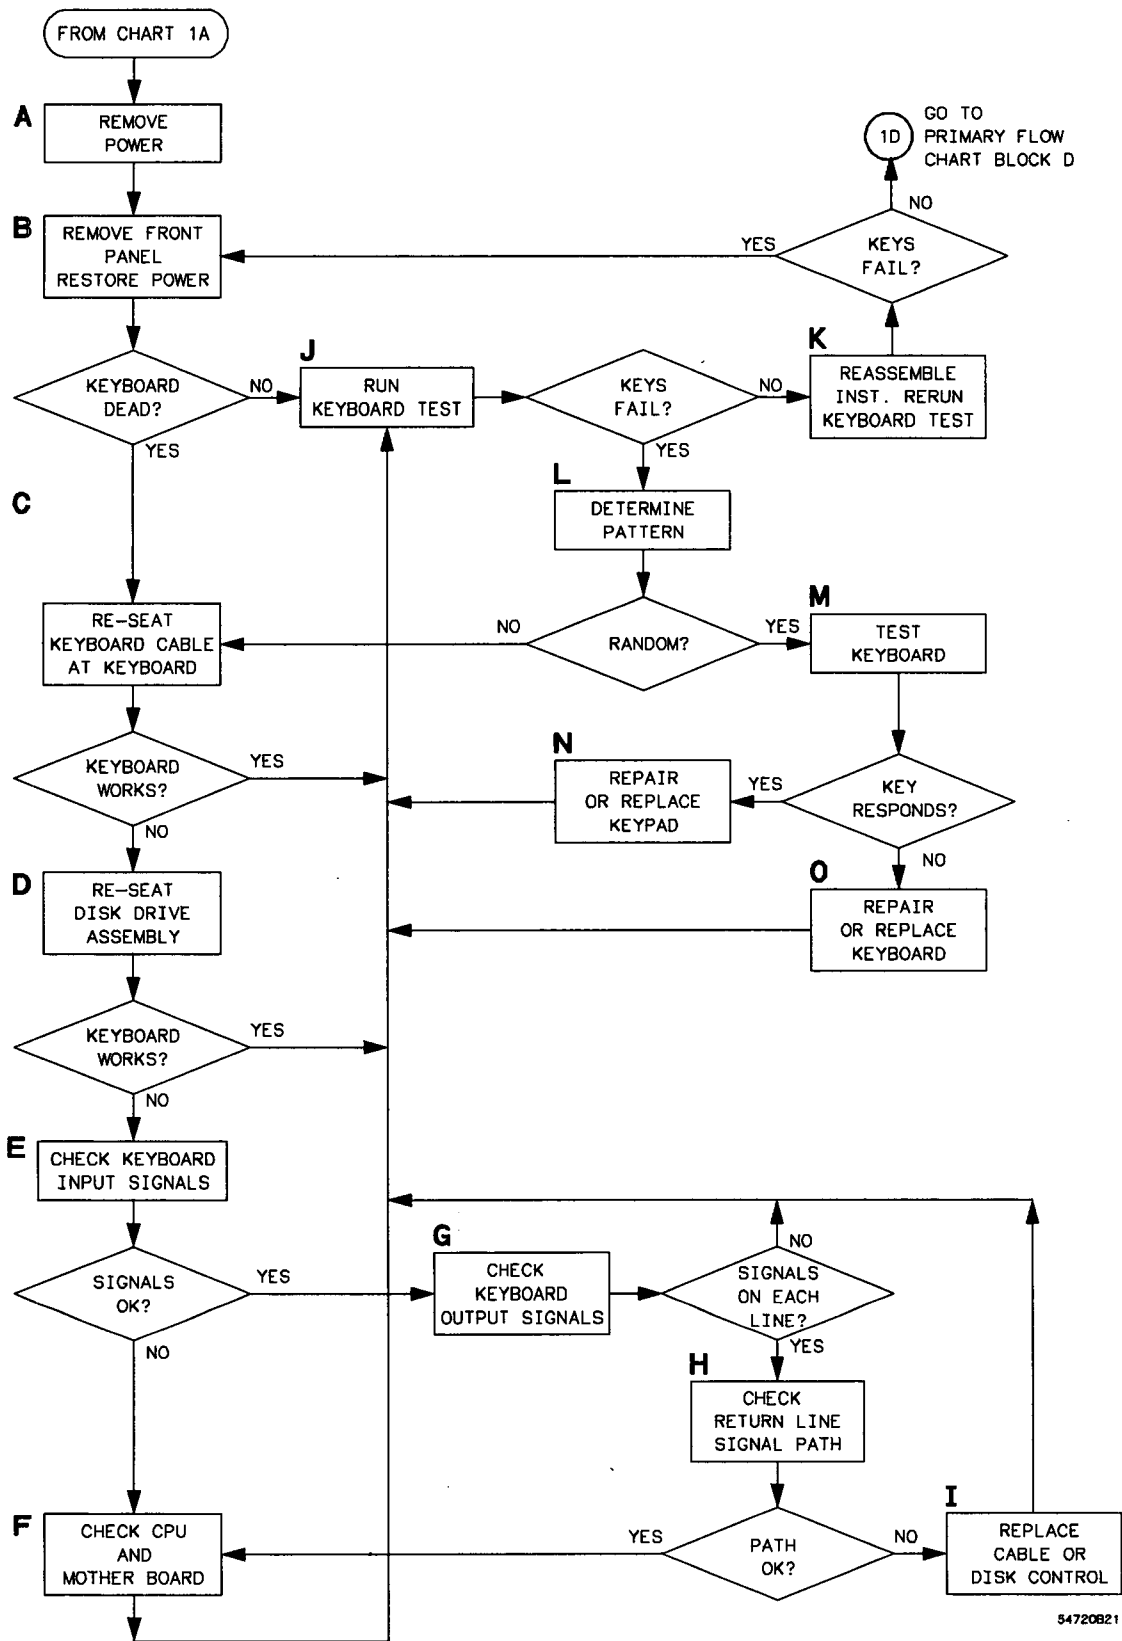 FROM CHART 1A
A
REMOVE
POWER
1D
GO TO
PRIMARY FLOW
CHART BLOCK D
NO
B
REMOVE FRONT
PANEL
RESTORE POWER
YES
KEYS
FAIL?
KEYBOARD
DEAD?
NO
YES
J
RUN
KEYBOARD TEST
KEYS
FAIL?
NO
YES
K
REASSEMBLE
INST. RERUN
KEYBOARD TEST
L
DETERMINE
PATTERN
C
RE-SEAT
KEYBOARD CABLE
AT KEYBOARD
NO
RANDOM?
YES
M
TEST
KEYBOARD
KEYBOARD
WORKS?
YES
NO
N
REPAIR
OR REPLACE
KEYPAD
YES
KEY
RESPONDS?
NO
D
RE-SEAT
DISK DRIVE
ASSEMBLY
O
REPAIR
OR REPLACE
KEYBOARD
KEYBOARD
WORKS?
YES
NO
E
CHECK KEYBOARD
INPUT SIGNALS
SIGNALS
OK?
YES
NO
G
CHECK
KEYBOARD
OUTPUT SIGNALS
NO
SIGNALS
ON EACH
LINE?
YES
H
CHECK
RETURN LINE
SIGNAL PATH
F
CHECK CPU
AND
MOTHER BOARD
YES
PATH
OK?
NO
I
REPLACE
CABLE OR
DISK CONTROL
54720B21